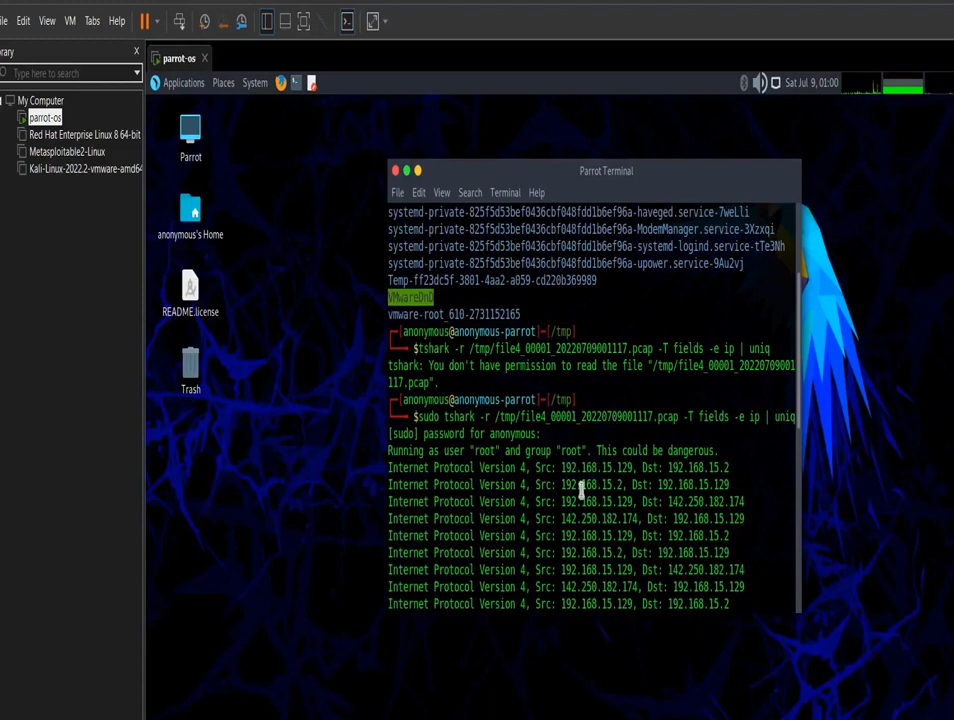 ile Edit View VM Tabs Help
rary
Type here to search
My Computer
parrot-os
Red Hat Enterprise Linux 8 64-bit
Metasploitable2-Linux
Kali-Linux-2022.2-vmware-amd64
parrot-os
Applications Places System
Sat Jul 9, 01:00
Parrot
anonymous's Home
README.license
Trash
Parrot Terminal
File Edit View Search Terminal Help
systemd-private-825f5d53bef0436cbf048fdd1b6ef96a-haveged.service-7weLli
systemd-private-825f5d53bef0436cbf048fdd1b6ef96a-ModemManager.service-3Xzxqi
systemd-private-825f5d53bef0436cbf048fdd1b6ef96a-systemd-logind.service-tTe3Nh
systemd-private-825f5d53bef0436cbf048fdd1b6ef96a-upower.service-9Au2vj
Temp-ff23dc5f-3801-4aa2-a059-cd220b369989
VMwareDnD
vmware-root_610-2731152165
[anonymous@anonymous-parrot]-[/tmp]
$tshark -r /tmp/file4_00001_20220709001117.pcap -T fields -e ip | uniq
tshark: You don't have permission to read the file "/tmp/file4_00001_20220709001
117.pcap".
[anonymous@anonymous-parrot]-[/tmp]
$sudo tshark -r /tmp/file4_00001_20220709001117.pcap -T fields -e ip | uniq
[sudo] password for anonymous:
Running as user "root" and group "root". This could be dangerous.
Internet Protocol Version 4, Src: 192.168.15.129, Dst: 192.168.15.2
Internet Protocol Version 4, Src: 192.168.15.2, Dst: 192.168.15.129
Internet Protocol Version 4, Src: 192.168.15.129, Dst: 142.250.182.174
Internet Protocol Version 4, Src: 142.250.182.174, Dst: 192.168.15.129
Internet Protocol Version 4, Src: 192.168.15.129, Dst: 192.168.15.2
Internet Protocol Version 4, Src: 192.168.15.2, Dst: 192.168.15.129
Internet Protocol Version 4, Src: 192.168.15.129, Dst: 142.250.182.174
Internet Protocol Version 4, Src: 142.250.182.174, Dst: 192.168.15.129
Internet Protocol Version 4, Src: 192.168.15.129, Dst: 192.168.15.2